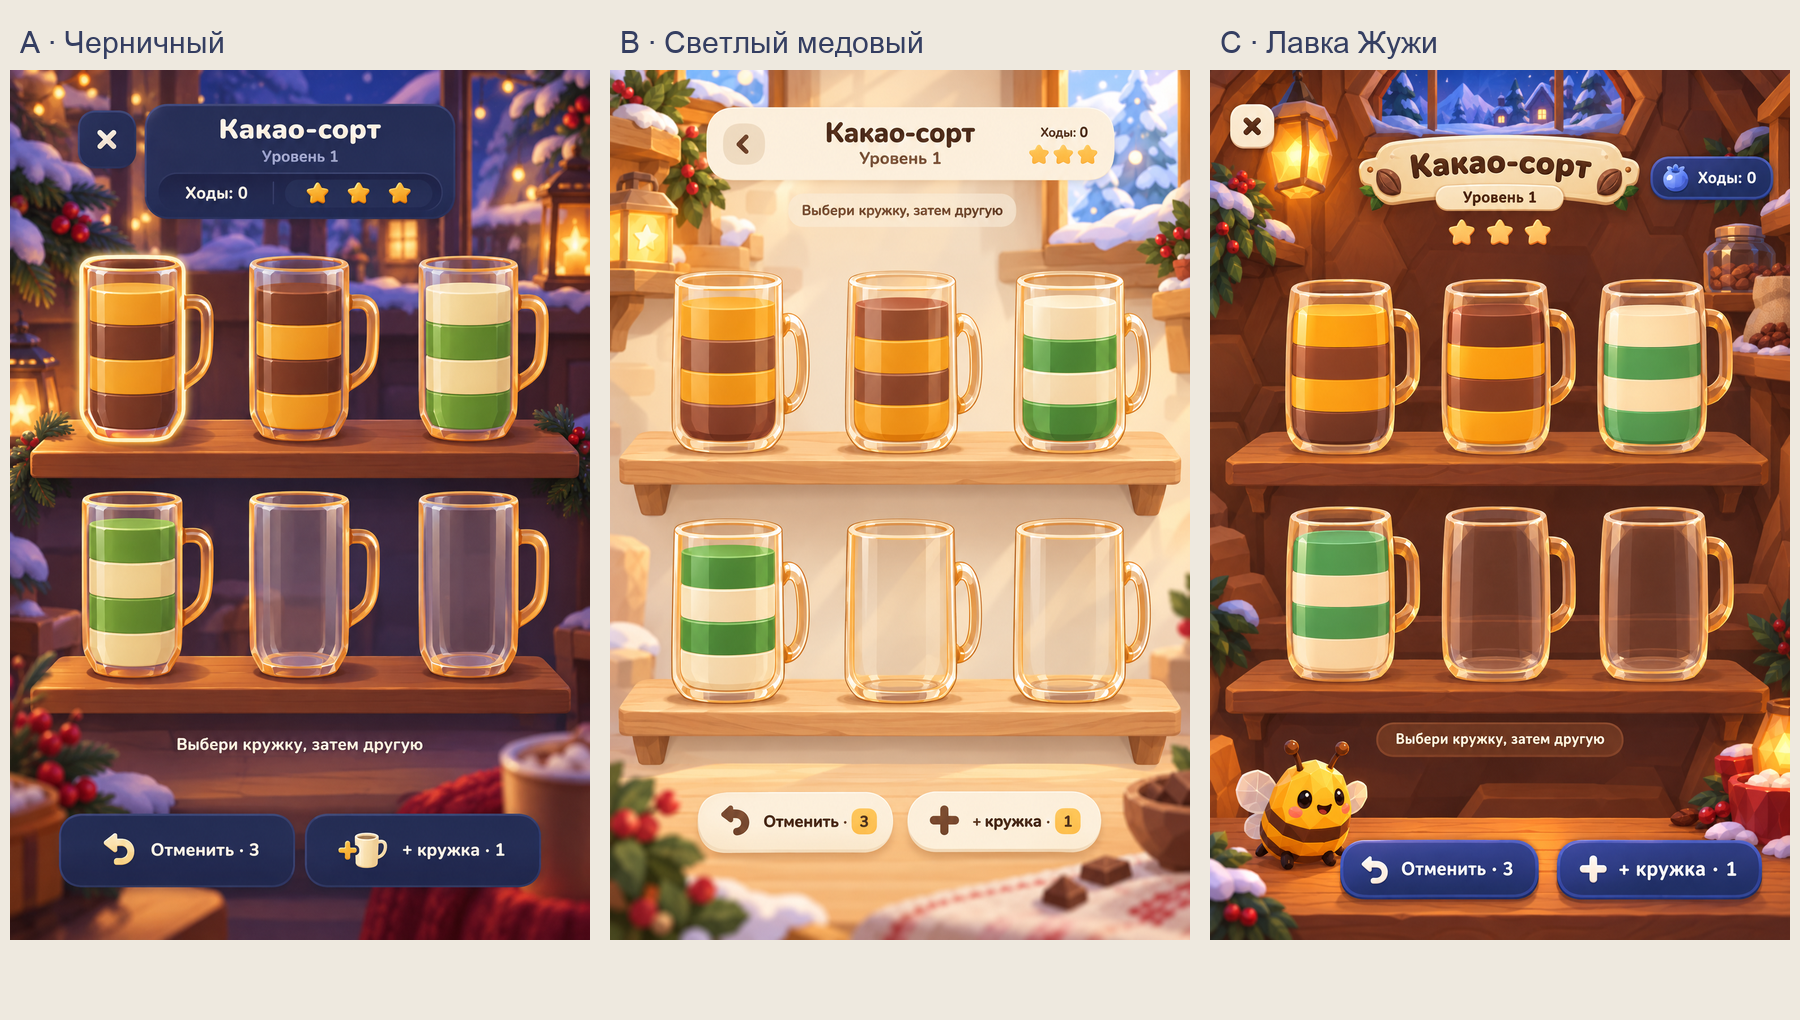 A · Черничный
Какао-сорт
Уровень 1
Ходы: 0
Выбери кружку, затем другую
Отменить · 3
+ кружка · 1
B · Светлый медовый
Какао-сорт
Уровень 1
Ходы: 0
Выбери кружку, затем другую
Отменить · 3
+ кружка · 1
C · Лавка Жужи
Какао-сорт
Уровень 1
Ходы: 0
Выбери кружку, затем другую
Отменить · 3
+ кружка · 1